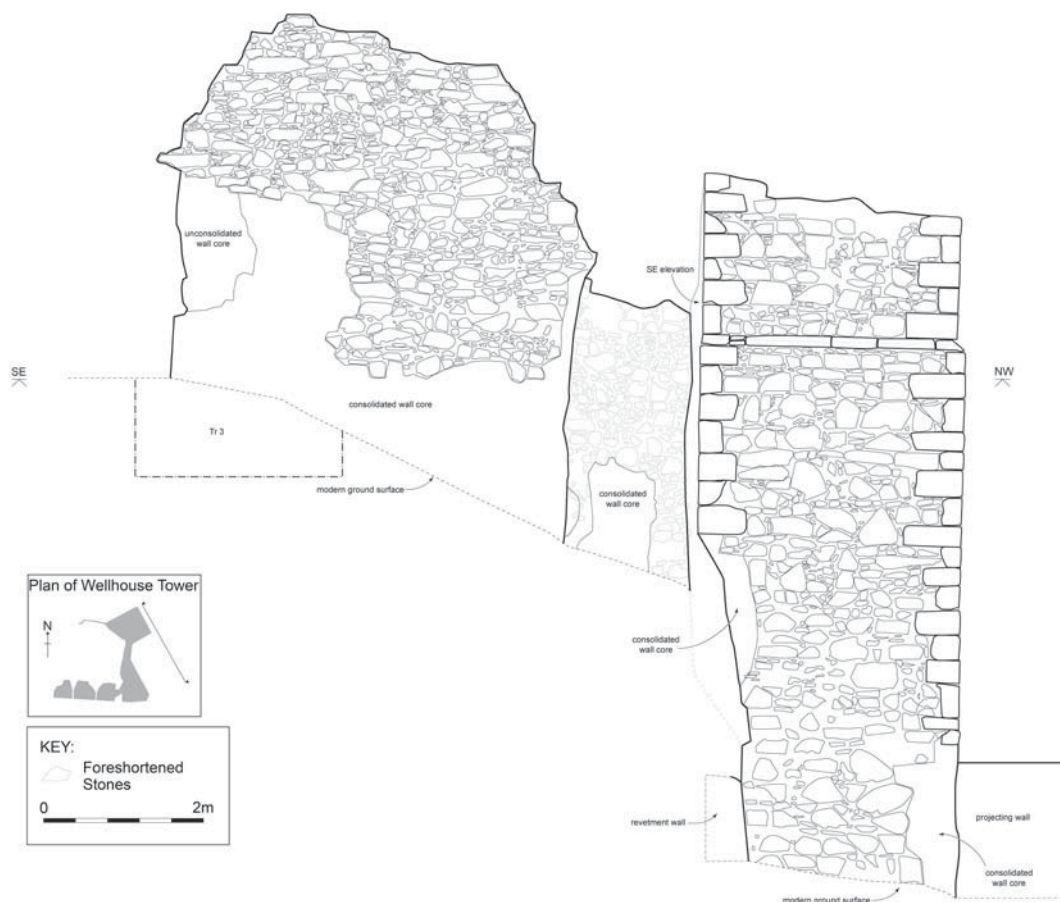 unconsolidated
wall core
SE elevation
SE
NW
consolidated wall core
Tr 3
modern ground surface
consolidated
wall core
Plan of Wellhouse Tower
N
consolidated
wall core
KEY:
Foreshortened
Stones
0
2m
revetment wall
projecting wall
consolidated
wall core
modern ground surface